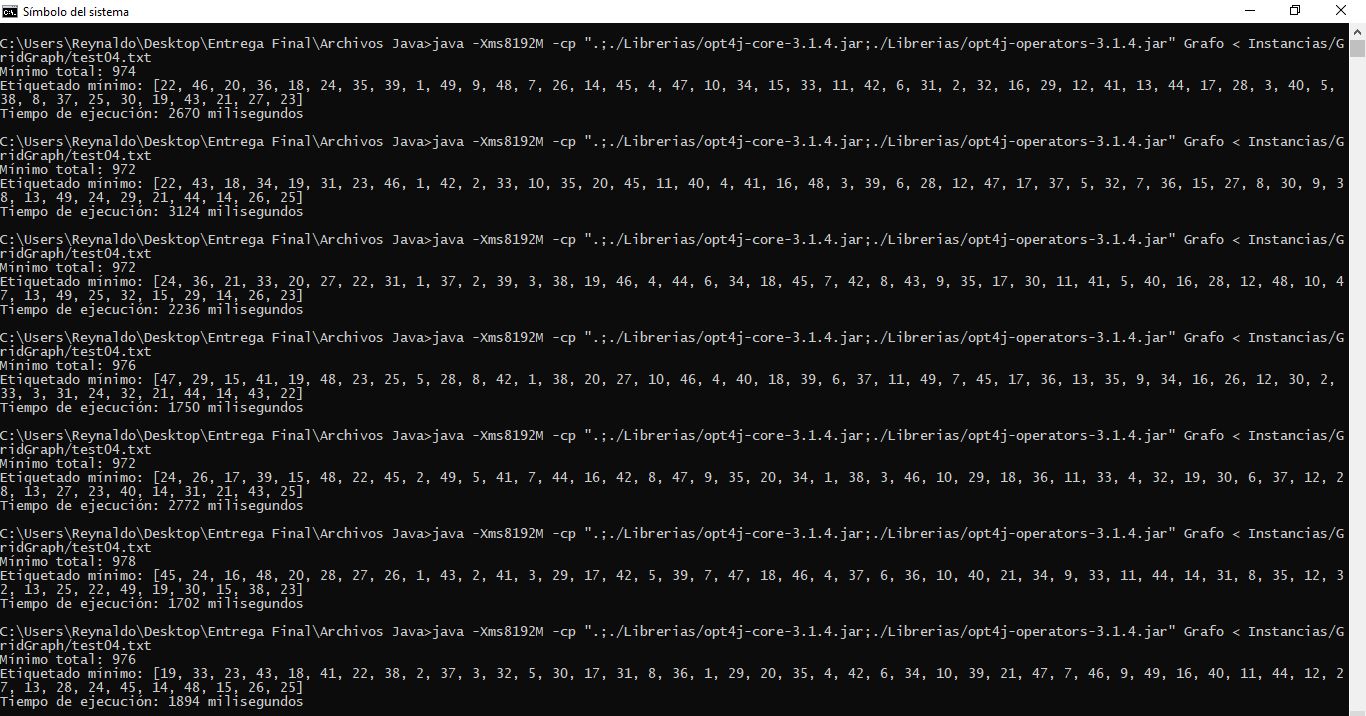 Símbolo del sistema
C:\Users\Reynaldo\Desktop\Entrega Final\Archivos Java>java -Xms8192M -cp ".;./Librerias/opt4j-core-3.1.4.jar;./Librerias/opt4j-operators-3.1.4.jar" Grafo < Instancias/G
ridGraph/test04.txt
Mínimo total: 974
Etiquetado mínimo: [22, 46, 20, 36, 18, 24, 35, 39, 1, 49, 9, 48, 7, 26, 14, 45, 4, 47, 10, 34, 15, 33, 11, 42, 6, 31, 2, 32, 16, 29, 12, 41, 13, 44, 17, 28, 3, 40, 5,
38, 8, 37, 25, 30, 19, 43, 21, 27, 23]
Tiempo de ejecución: 2670 milisegundos
C:\Users\Reynaldo\Desktop\Entrega Final\Archivos Java>java -Xms8192M -cp ".;./Librerias/opt4j-core-3.1.4.jar;./Librerias/opt4j-operators-3.1.4.jar" Grafo < Instancias/G
ridGraph/test04.txt
Mínimo total: 972
Etiquetado mínimo: [22, 43, 18, 34, 19, 31, 23, 46, 1, 42, 2, 33, 10, 35, 20, 45, 11, 40, 4, 41, 16, 48, 3, 39, 6, 28, 12, 47, 17, 37, 5, 32, 7, 36, 15, 27, 8, 30, 9, 3
8, 13, 49, 24, 29, 21, 44, 14, 26, 25]
Tiempo de ejecución: 3124 milisegundos
C:\Users\Reynaldo\Desktop\Entrega Final\Archivos Java>java -Xms8192M -cp ".;./Librerias/opt4j-core-3.1.4.jar;./Librerias/opt4j-operators-3.1.4.jar" Grafo < Instancias/G
ridGraph/test04.txt
Mínimo total: 972
Etiquetado mínimo: [24, 36, 21, 33, 20, 27, 22, 31, 1, 37, 2, 39, 3, 38, 19, 46, 4, 44, 6, 34, 18, 45, 7, 42, 8, 43, 9, 35, 17, 30, 11, 41, 5, 40, 16, 28, 12, 48, 10, 4
7, 13, 49, 25, 32, 15, 29, 14, 26, 23]
Tiempo de ejecución: 2236 milisegundos
C:\Users\Reynaldo\Desktop\Entrega Final\Archivos Java>java -Xms8192M -cp ".;./Librerias/opt4j-core-3.1.4.jar;./Librerias/opt4j-operators-3.1.4.jar" Grafo < Instancias/G
ridGraph/test04.txt
Mínimo total: 976
Etiquetado mínimo: [47, 29, 15, 41, 19, 48, 23, 25, 5, 28, 8, 42, 1, 38, 20, 27, 10, 46, 4, 40, 18, 39, 6, 37, 11, 49, 7, 45, 17, 36, 13, 35, 9, 34, 16, 26, 12, 30, 2,
33, 3, 31, 24, 32, 21, 44, 14, 43, 22]
Tiempo de ejecución: 1750 milisegundos
C:\Users\Reynaldo\Desktop\Entrega Final\Archivos Java>java -Xms8192M -cp ".;./Librerias/opt4j-core-3.1.4.jar;./Librerias/opt4j-operators-3.1.4.jar" Grafo < Instancias/G
ridGraph/test04.txt
Mínimo total: 972
Etiquetado mínimo: [24, 26, 17, 39, 15, 48, 22, 45, 2, 49, 5, 41, 7, 44, 16, 42, 8, 47, 9, 35, 20, 34, 1, 38, 3, 46, 10, 29, 18, 36, 11, 33, 4, 32, 19, 30, 6, 37, 12, 2
8, 13, 27, 23, 40, 14, 31, 21, 43, 25]
Tiempo de ejecución: 2772 milisegundos
C:\Users\Reynaldo\Desktop\Entrega Final\Archivos Java>java -Xms8192M -cp ".;./Librerias/opt4j-core-3.1.4.jar;./Librerias/opt4j-operators-3.1.4.jar" Grafo < Instancias/G
ridGraph/test04.txt
Mínimo total: 978
Etiquetado mínimo: [45, 24, 16, 48, 20, 28, 27, 26, 1, 43, 2, 41, 3, 29, 17, 42, 5, 39, 7, 47, 18, 46, 4, 37, 6, 36, 10, 40, 21, 34, 9, 33, 11, 44, 14, 31, 8, 35, 12, 3
2, 13, 25, 22, 49, 19, 30, 15, 38, 23]
Tiempo de ejecución: 1702 milisegundos
C:\Users\Reynaldo\Desktop\Entrega Final\Archivos Java>java -Xms8192M -cp ".;./Librerias/opt4j-core-3.1.4.jar;./Librerias/opt4j-operators-3.1.4.jar" Grafo < Instancias/G
ridGraph/test04.txt
Mínimo total: 976
Etiquetado mínimo: [19, 33, 23, 43, 18, 41, 22, 38, 2, 37, 3, 32, 5, 30, 17, 31, 8, 36, 1, 29, 20, 35, 4, 42, 6, 34, 10, 39, 21, 47, 7, 46, 9, 49, 16, 40, 11, 44, 12, 2
7, 13, 28, 24, 45, 14, 48, 15, 26, 25]
Tiempo de ejecución: 1894 milisegundos